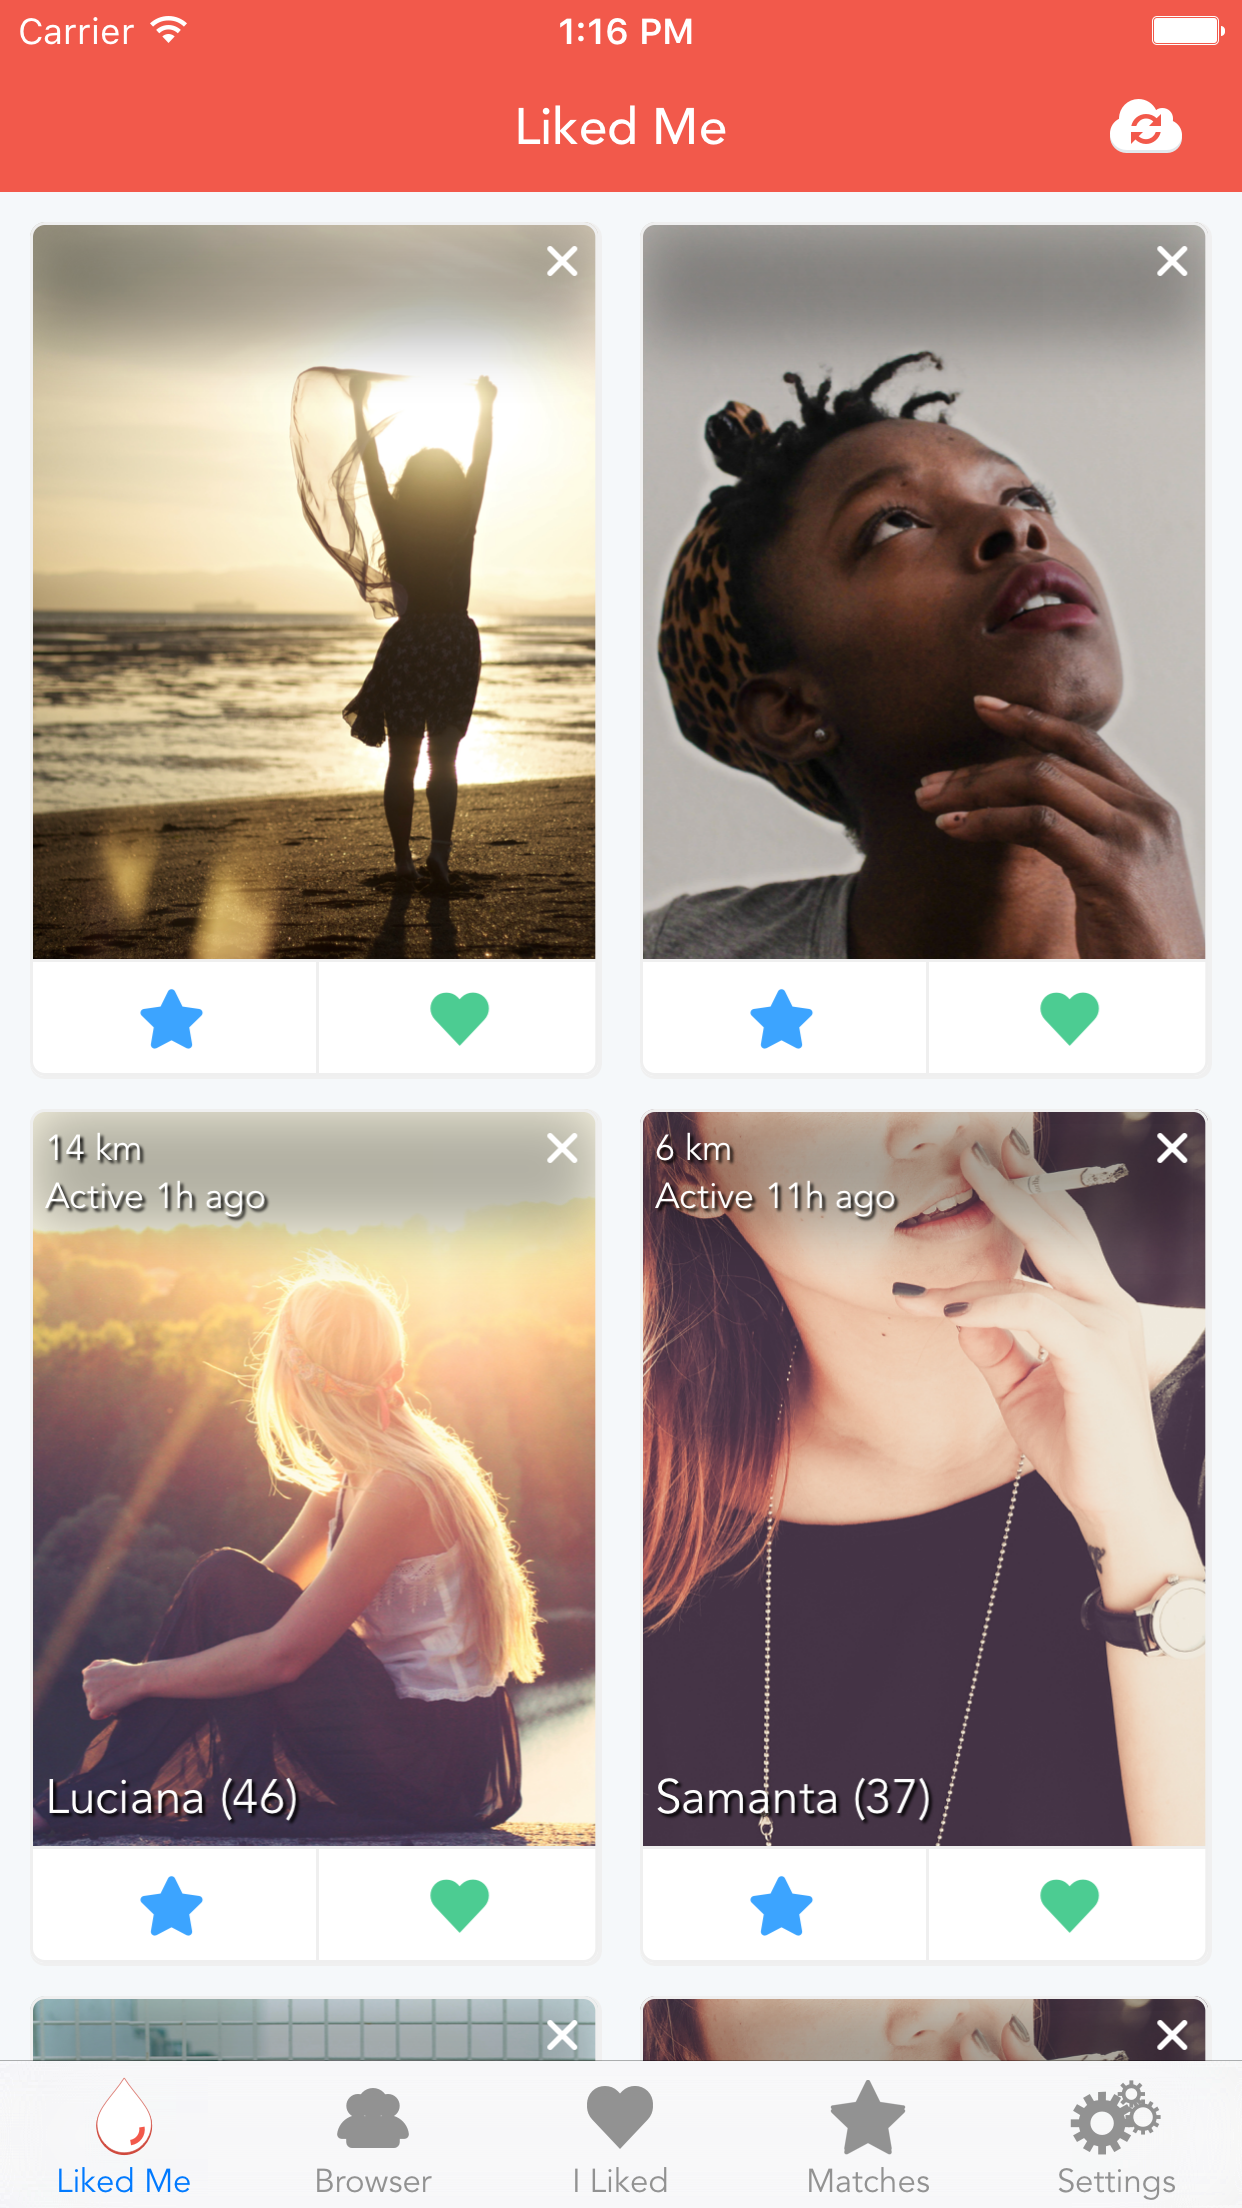 Carrier
1:16 PM
Liked Me
14 km
Active 1h ago
6 km
Active 11h ago
Luciana (46)
Samanta (37)
Liked Me
Browser
I Liked
Matches
Settings